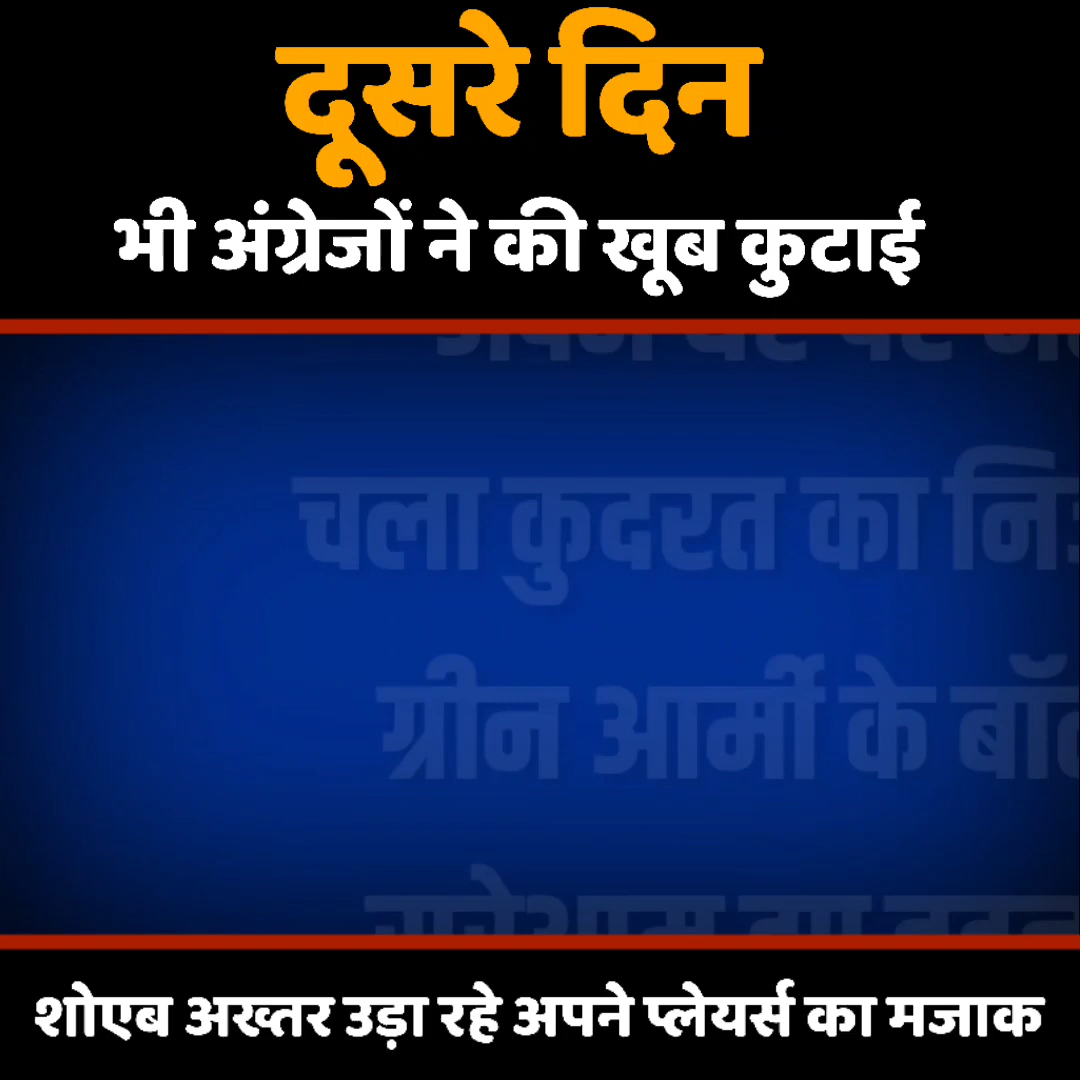 दूसरे दिन
भी अंग्रेजों ने की खूब कुटाई
चला कुदरत का
ग्रीन आर्मी के
शोएब अख्तर उड़ा रहे अपने प्लेयर्स का मजाक